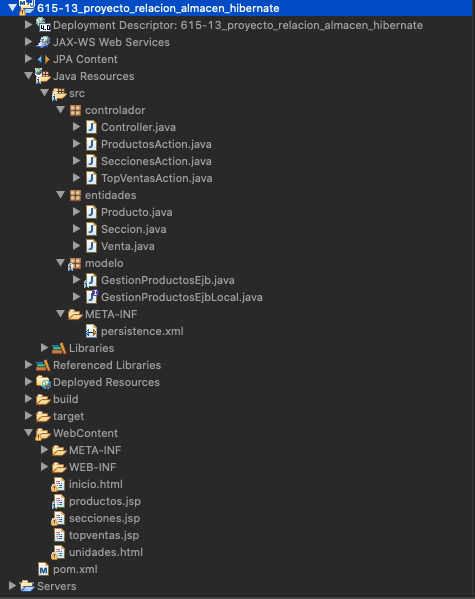 615-13_proyecto_relacion_almacen_hibernate
Deployment Descriptor: 615-13_proyecto_relacion_almacen_hibernate
JAX-WS Web Services
JPA Content
Java Resources
src
controlador
Controller.java
ProductosAction.java
SeccionesAction.java
TopVentasAction.java
entidades
Producto.java
Seccion.java
Venta.java
modelo
GestionProductosEjb.java
GestionProductosEjbLocal.java
META-INF
persistence.xml
Libraries
Referenced Libraries
Deployed Resources
build
target
WebContent
META-INF
WEB-INF
inicio.html
productos.jsp
secciones.jsp
topventas.jsp
unidades.html
pom.xml
Servers